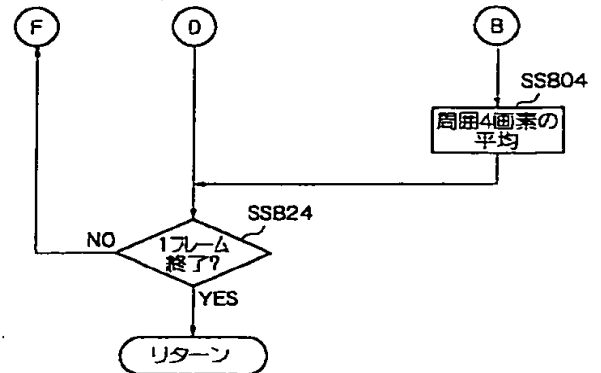 F
D
B
SS804
周囲4画素の
平均
SS824
NO
1フレーム
終了?
YES
リターン